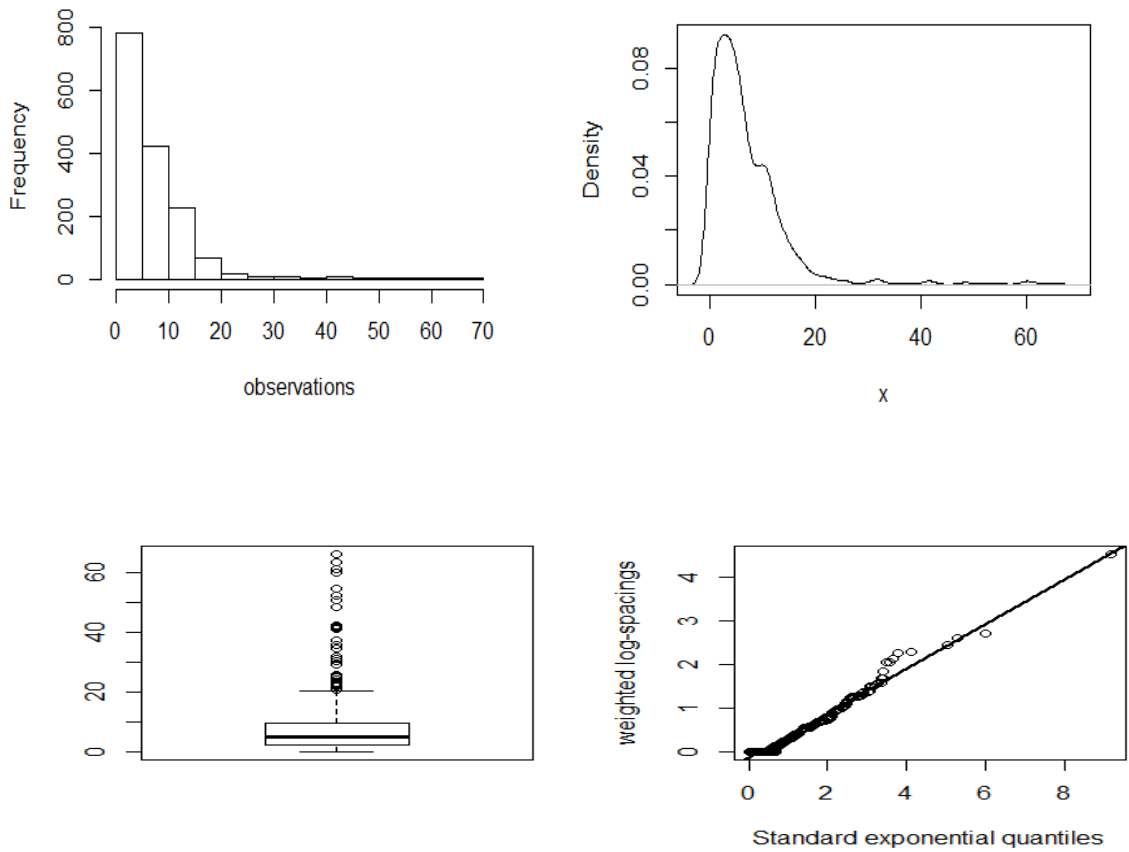 Frequency
0 200 400 600 800
0 10 20 30 40 50 60 70
observations
Density
0.00 0.04 0.08
0 20 40 60
x
0 20 40 60
weighted log-spacings
0 1 2 3 4
0 2 4 6 8
Standard exponential quantiles